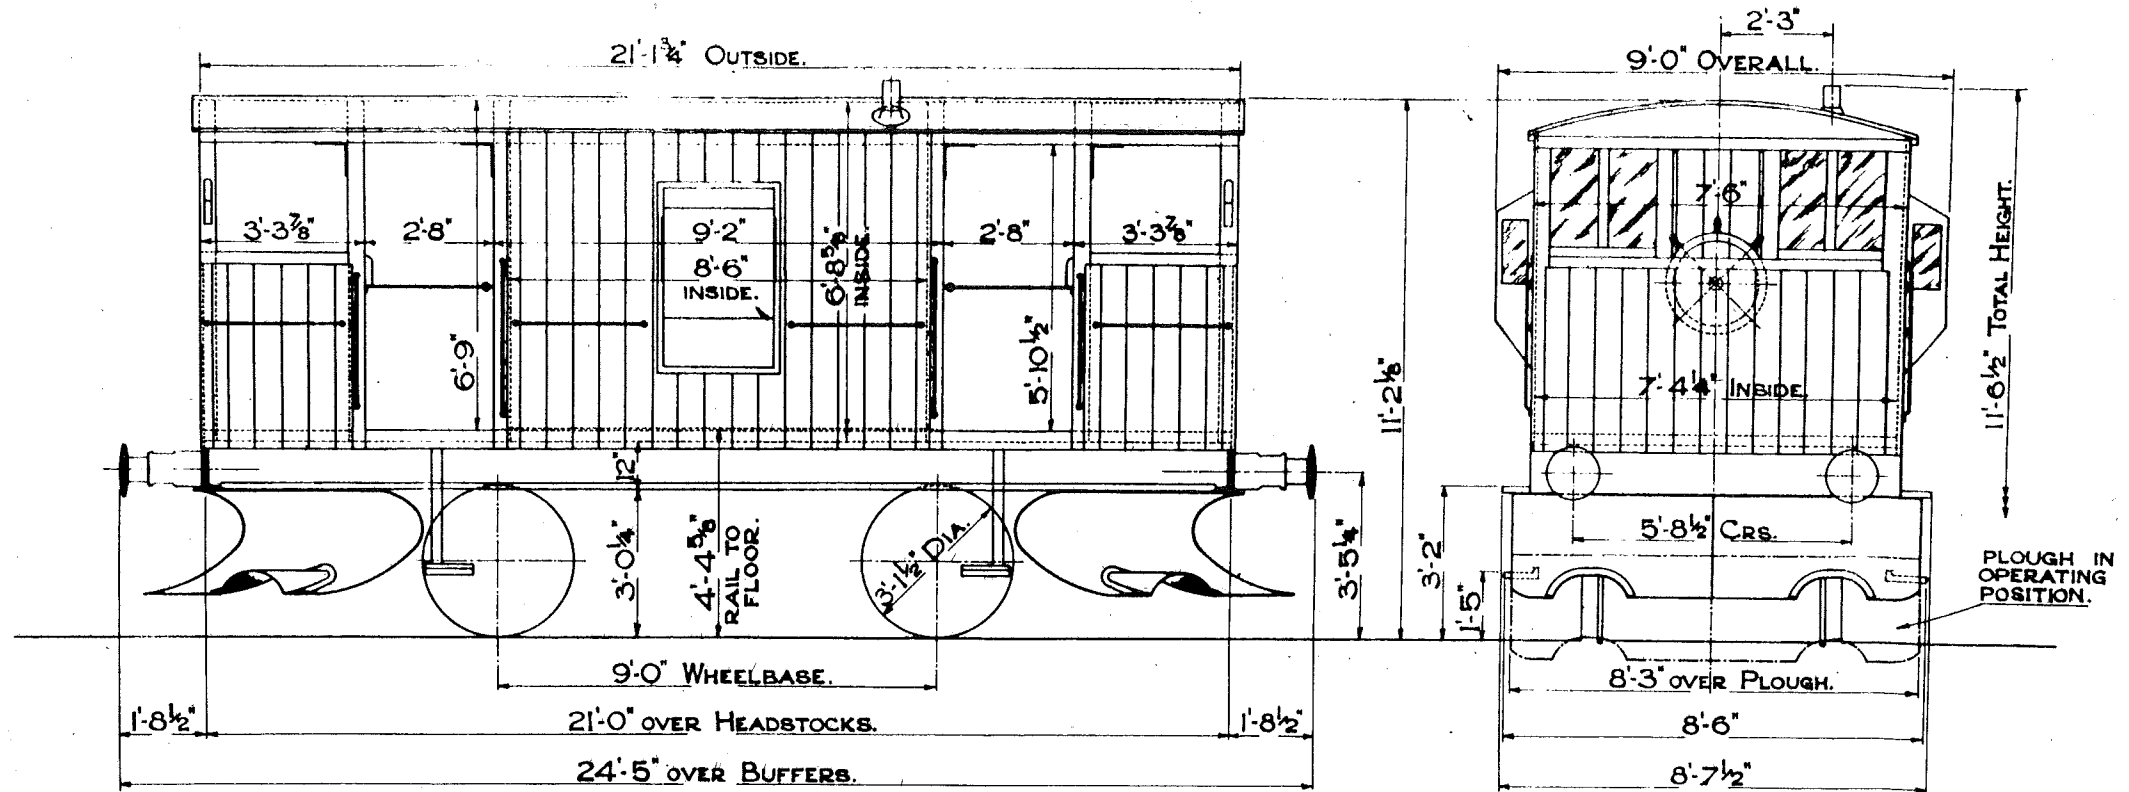 21'-1¾" OUTSIDE.
3'-3⅞"
2'-8"
9'-2"
8'-6"
INSIDE.
6'-8⅝"
INSIDE.
2'-8"
3'-3⅞"
6'-9"
5'-10½"
12"
3'-0¼"
4'-4⅝"
RAIL TO
FLOOR.
3'-1½" DIA.
3'-5¼"
11'-2⅛"
9'-0" WHEELBASE.
1'-8½"
21'-0" OVER HEADSTOCKS.
1'-8½"
24'-5" OVER BUFFERS.
2'-3"
9'-0" OVERALL.
7'-6"
7'-4¼" INSIDE.
11'-6½" TOTAL HEIGHT.
5'-8½" CRS.
3'-2"
1'-5"
PLOUGH IN
OPERATING
POSITION.
8'-3" OVER PLOUGH.
8'-6"
8'-7½"